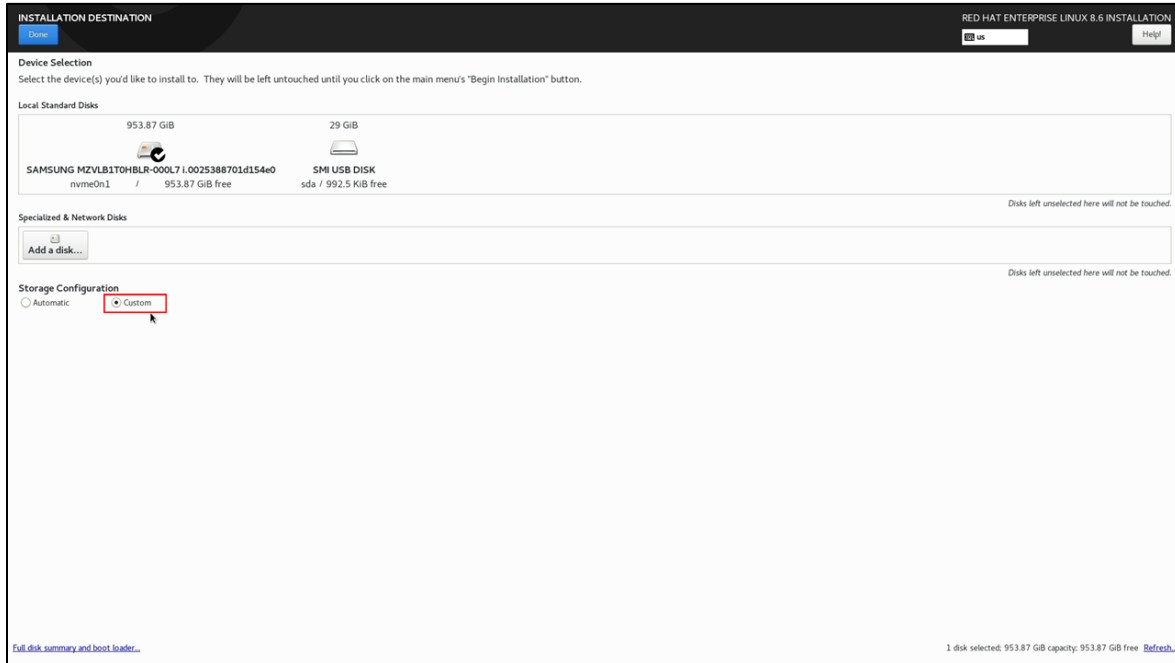 INSTALLATION DESTINATION
RED HAT ENTERPRISE LINUX 8.6 INSTALLATION
Done
us
Help!
Device Selection
Select the device(s) you'd like to install to. They will be left untouched until you click on the main menu's "Begin Installation" button.
Local Standard Disks
953.87 GiB
29 GiB
SAMSUNG MZVLB1T0HBLR-000L7 i.0025388701d154e0
SMI USB DISK
nvme0n1 / 953.87 GiB free
sda / 992.5 KiB free
Disks left unselected here will not be touched.
Specialized & Network Disks
Add a disk...
Disks left unselected here will not be touched.
Storage Configuration
Automatic
Custom
Full disk summary and boot loader...
1 disk selected; 953.87 GiB capacity; 953.87 GiB free Refresh...